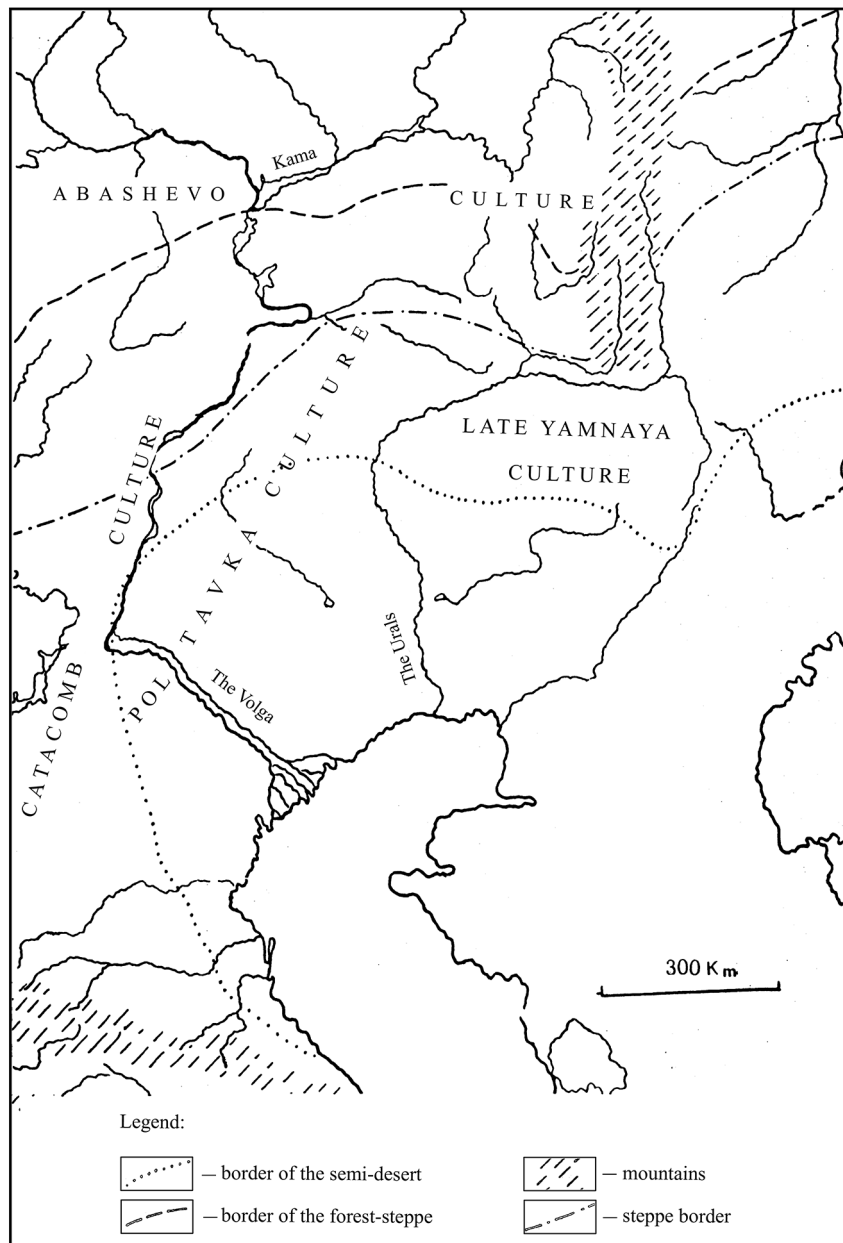 Kama
ABASHEVO CULTURE
CULTURE
LATE YAMNAYA
CULTURE
CATACOMB CULTURE
POLTAVKA CULTURE
The Urals
The Volga
300 Km.
Legend:
— border of the semi-desert
— mountains
— border of the forest-steppe
— steppe border